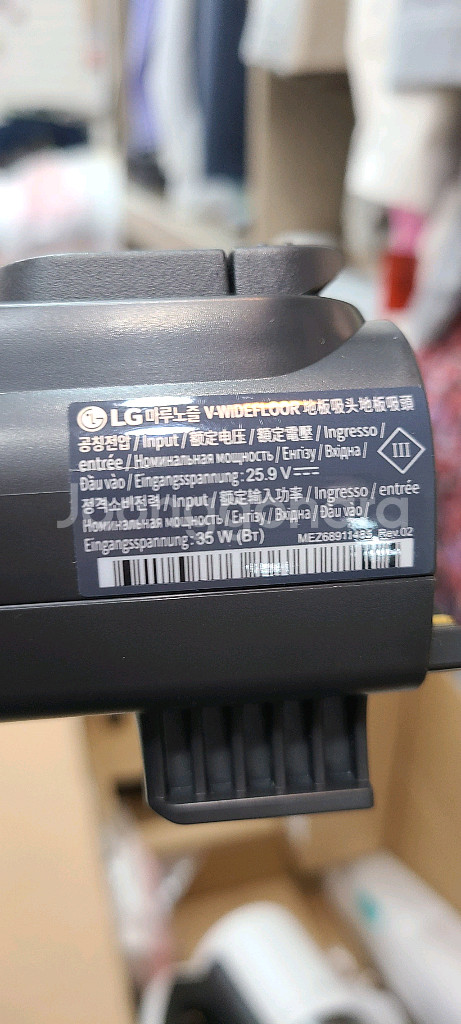 LG 마루노즐 V-WIDEFLOOR 地板吸头地板吸頭
공칭전압 / Input / 额定电压 / 額定電壓 / Ingresso /
entrée / Номинальная мощность / Енгізу / Вхідна /
Đầu vào / Eingangsspannung : 25.9 V
III
정격소비전력 / Input / 额定输入功率 / Ingresso / entrée
Номинальная мощность / Енгізу / Вхідна / Đầu vào /
Eingangsspannung : 35 W (Вт)
MEZ68911485 Rev.02